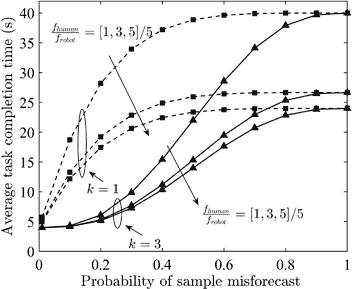 Average task completion time (s)
45
40
35
30
25
20
15
10
5
0
f_human/f_robot = [1, 3, 5]/5
k = 1
f_human/f_robot = [1, 3, 5]/5
k = 3
0 0.2 0.4 0.6 0.8 1
Probability of sample misforecast